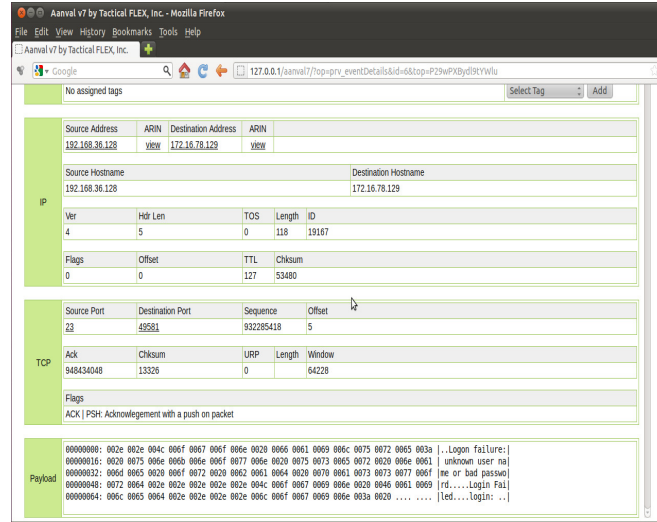 Aanval v7 by Tactical FLEX, Inc. - Mozilla Firefox
File Edit View History Bookmarks Tools Help
Aanval v7 by Tactical FLEX, Inc.
Google 127.0.0.1/aanval7/?op=prv_eventDetails&id=6&top=P29wPXBydl9tYWlu
No assigned tags Select Tag Add
Source Address ARIN Destination Address ARIN
192.168.36.128 view 172.16.78.129 view
Source Hostname Destination Hostname
192.168.36.128 172.16.78.129
IP
Ver Hdr Len TOS Length ID
4 5 0 118 19167
Flags Offset TTL Chksum
0 0 127 53480
Source Port Destination Port Sequence Offset
23 49581 932285418 5
TCP
Ack Chksum URP Length Window
948434048 13326 0 64228
Flags
ACK | PSH: Acknowlegement with a push on packet
Payload
00000000: 002e 002e 004c 006f 0067 006f 006e 0020 0066 0061 0069 006c 0075 0072 0065 003a |..Logon failure:|
00000016: 0020 0075 006e 006b 006e 006f 0077 006e 0020 0075 0073 0065 0072 0020 006e 0061 | unknown user na|
00000032: 006d 0065 0020 006f 0072 0020 0062 0061 0064 0020 0070 0061 0073 0073 0077 006f |me or bad passwo|
00000048: 0072 0064 002e 002e 002e 002e 004c 006f 0067 0069 006e 0020 0046 0061 0069 |rd.....Login Fai|
00000064: 006c 0065 0064 002e 002e 002e 002e 006c 006f 0067 0069 006e 003a 0020 .... .... |led....login: ..|